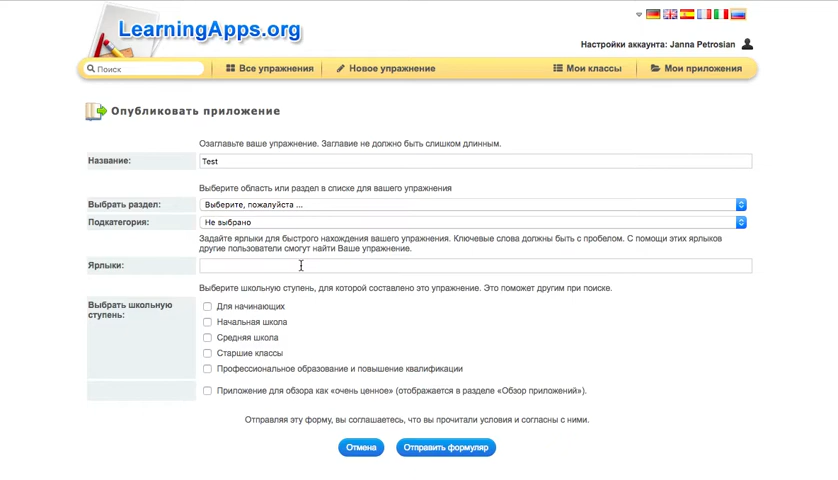 LearningApps.org
Настройки аккаунта: Janna Petrosian
Поиск
Все упражнения
Новое упражнение
Мои классы
Мои приложения
Опубликовать приложение
Озаглавьте ваше упражнение. Заглавие не должно быть слишком длинным.
Название:
Test
Выберите область или раздел в списке для вашего упражнения
Выбрать раздел:
Выберите, пожалуйста ...
Подкатегория:
Не выбрано
Задайте ярлыки для быстрого нахождения вашего упражнения. Ключевые слова должны быть с пробелом. С помощи этих ярлыков
другие пользователи смогут найти Ваше упражнение.
Ярлыки:
Выберите школьную ступень, для которой составлено это упражнение. Это поможет другим при поиске.
Выбрать школьную
ступень:
Для начинающих
Начальная школа
Средняя школа
Старшие классы
Профессиональное образование и повышение квалификации
Приложение для обзора как «очень ценное» (отображается в разделе «Обзор приложений»).
Отправляя эту форму, вы соглашаетесь, что вы прочитали условия и согласны с ними.
Отмена
Отправить формуляр